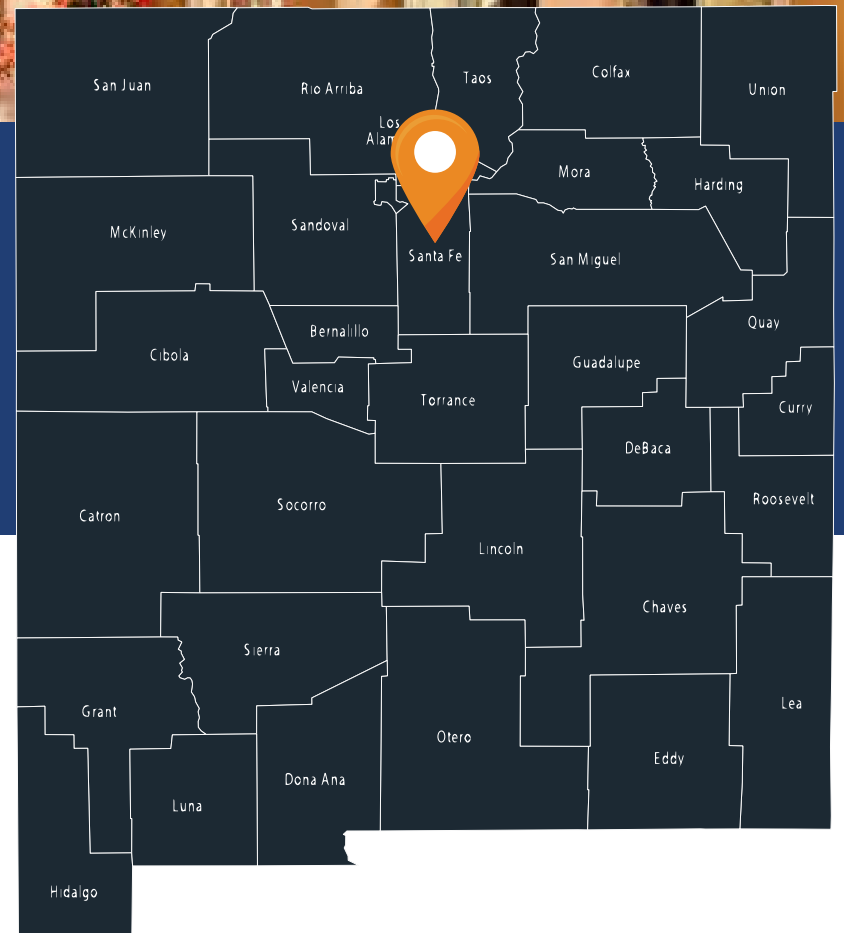 San Juan
Rio Arriba
Taos
Colfax
Union
Los
Alam
Mora
Harding
McKinley
Sandoval
Santa Fe
San Miguel
Bernalillo
Quay
Cibola
Valencia
Guadalupe
Torrance
Curry
DeBaca
Catron
Socorro
Roosevelt
Lincoln
Chaves
Sierra
Grant
Lea
Otero
Eddy
Dona Ana
Luna
Hidalgo